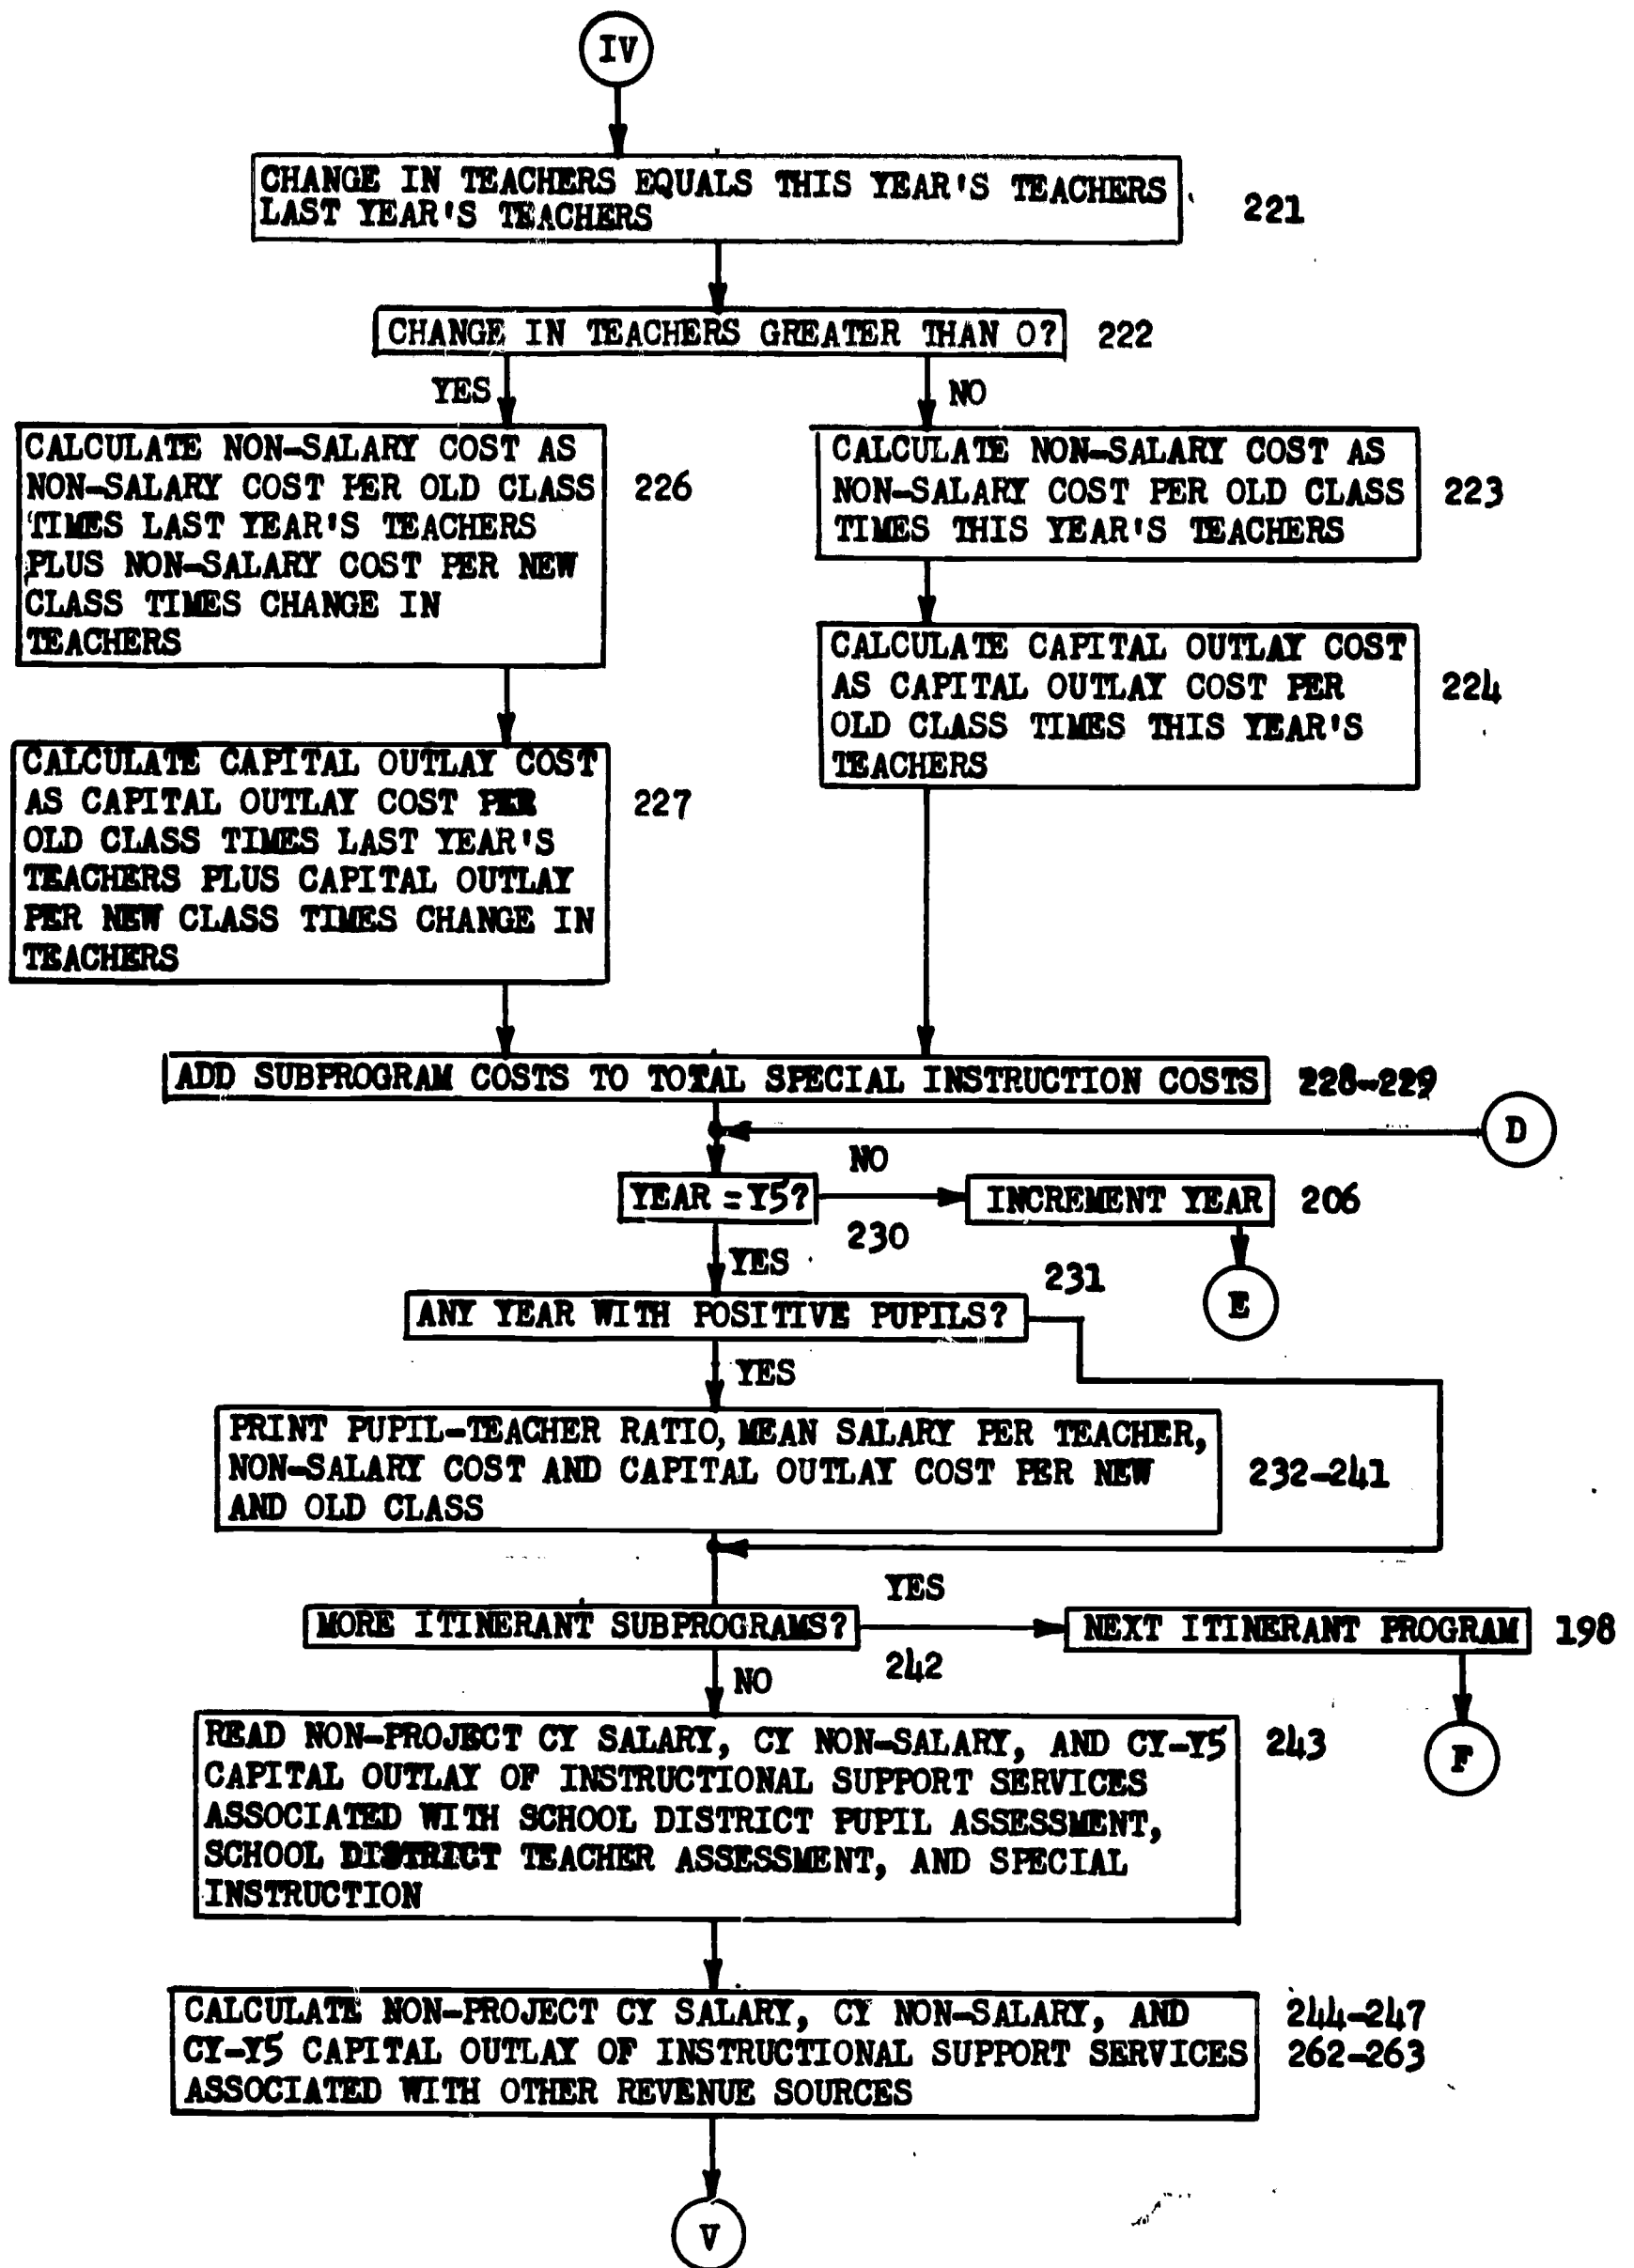 IV
CHANGE IN TEACHERS EQUALS THIS YEAR'S TEACHERS
LAST YEAR'S TEACHERS
221
CHANGE IN TEACHERS GREATER THAN 0?
222
YES
NO
CALCULATE NON-SALARY COST AS
NON-SALARY COST PER OLD CLASS
TIMES LAST YEAR'S TEACHERS
PLUS NON-SALARY COST PER NEW
CLASS TIMES CHANGE IN
TEACHERS
226
CALCULATE NON-SALARY COST AS
NON-SALARY COST PER OLD CLASS
TIMES THIS YEAR'S TEACHERS
223
CALCULATE CAPITAL OUTLAY COST
AS CAPITAL OUTLAY COST PER
OLD CLASS TIMES THIS YEAR'S
TEACHERS
224
CALCULATE CAPITAL OUTLAY COST
AS CAPITAL OUTLAY COST PER
OLD CLASS TIMES LAST YEAR'S
TEACHERS PLUS CAPITAL OUTLAY
PER NEW CLASS TIMES CHANGE IN
TEACHERS
227
ADD SUBPROGRAM COSTS TO TOTAL SPECIAL INSTRUCTION COSTS
228-229
D
NO
YEAR = Y5?
230
INCREMENT YEAR
206
YES
E
231
ANY YEAR WITH POSITIVE PUPILS?
YES
PRINT PUPIL-TEACHER RATIO, MEAN SALARY PER TEACHER,
NON-SALARY COST AND CAPITAL OUTLAY COST PER NEW
AND OLD CLASS
232-241
YES
MORE ITINERANT SUBPROGRAMS?
242
NEXT ITINERANT PROGRAM
198
NO
F
READ NON-PROJECT CY SALARY, CY NON-SALARY, AND CY-Y5
CAPITAL OUTLAY OF INSTRUCTIONAL SUPPORT SERVICES
ASSOCIATED WITH SCHOOL DISTRICT PUPIL ASSESSMENT,
SCHOOL DISTRICT TEACHER ASSESSMENT, AND SPECIAL
INSTRUCTION
243
CALCULATE NON-PROJECT CY SALARY, CY NON-SALARY, AND
CY-Y5 CAPITAL OUTLAY OF INSTRUCTIONAL SUPPORT SERVICES
ASSOCIATED WITH OTHER REVENUE SOURCES
244-247
262-263
V